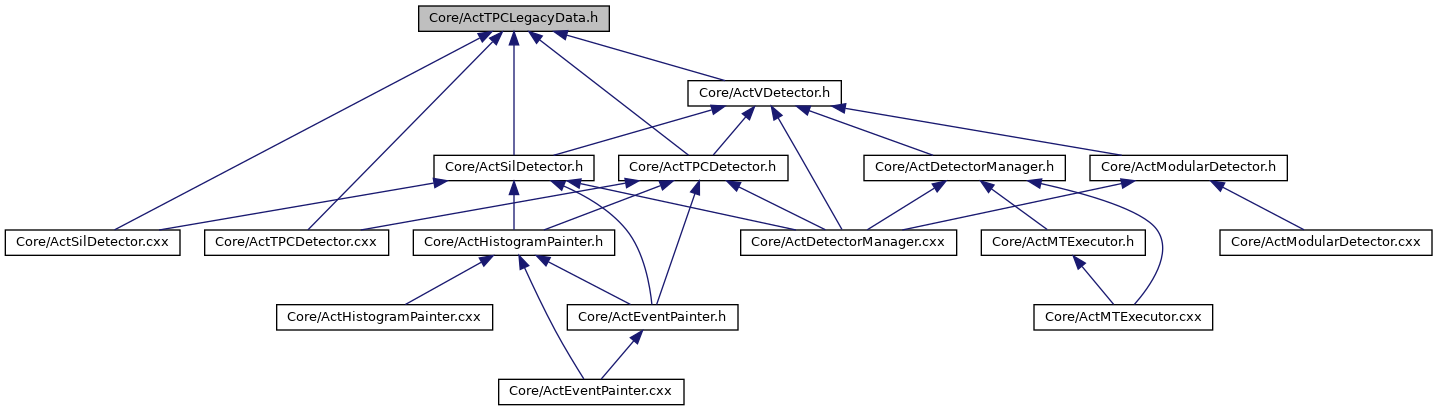 Core/ActTPCLegacyData.h
Core/ActVDetector.h
Core/ActSilDetector.h
Core/ActTPCDetector.h
Core/ActDetectorManager.h
Core/ActModularDetector.h
Core/ActSilDetector.cxx
Core/ActTPCDetector.cxx
Core/ActHistogramPainter.h
Core/ActDetectorManager.cxx
Core/ActMTExecutor.h
Core/ActModularDetector.cxx
Core/ActHistogramPainter.cxx
Core/ActEventPainter.h
Core/ActMTExecutor.cxx
Core/ActEventPainter.cxx